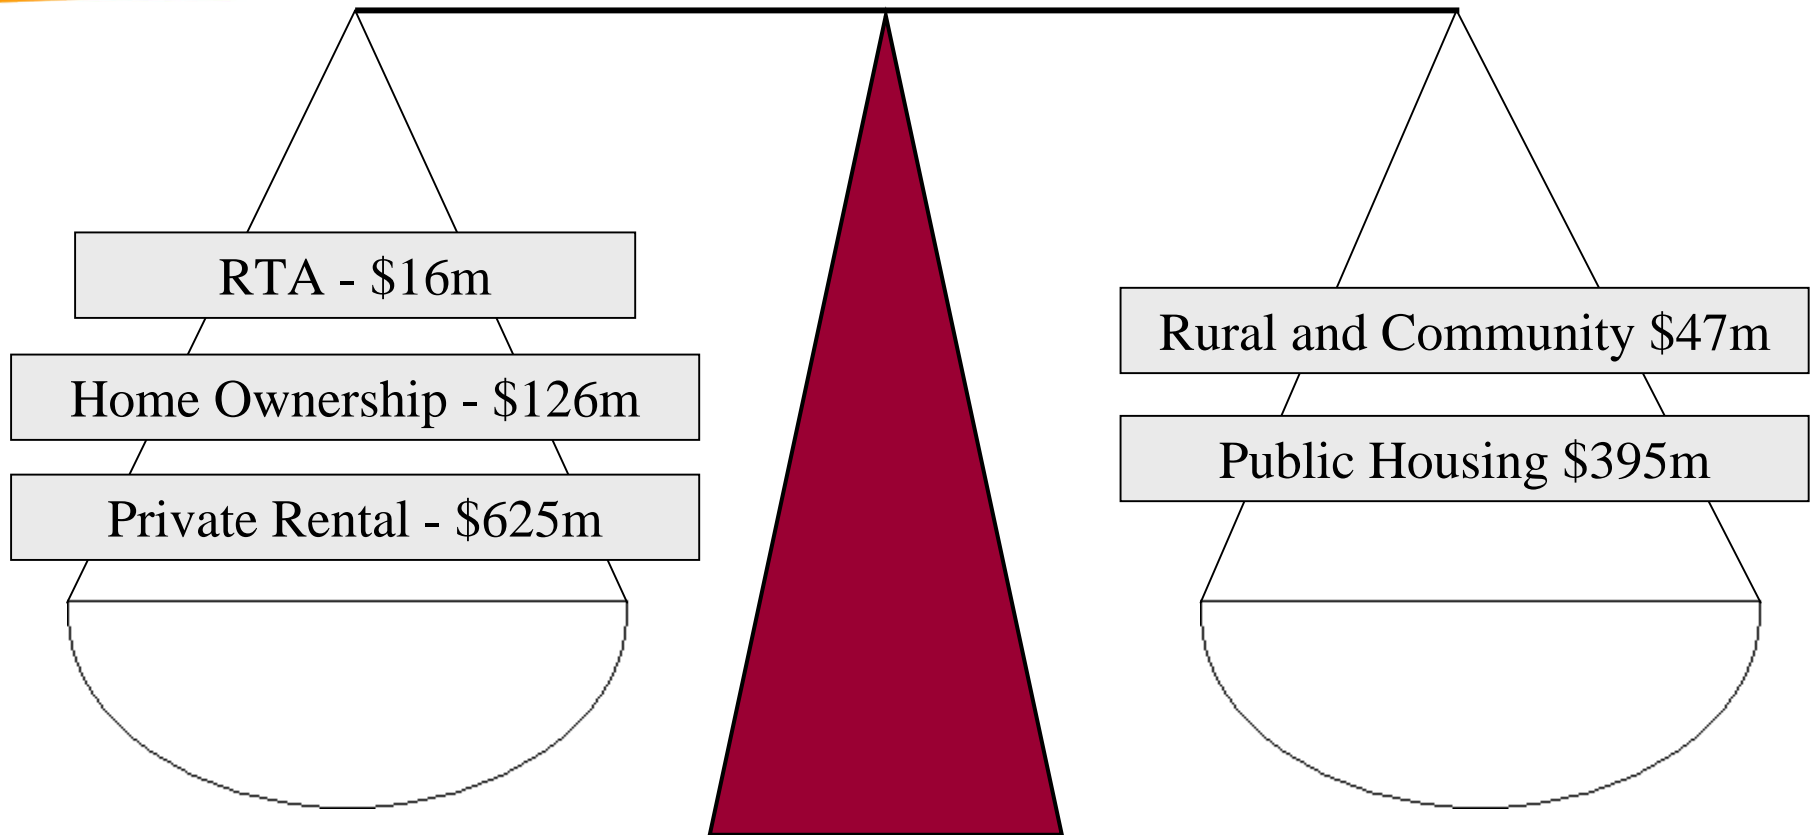 RTA - $16m
Home Ownership - $126m
Private Rental - $625m
Rural and Community $47m
Public Housing $395m